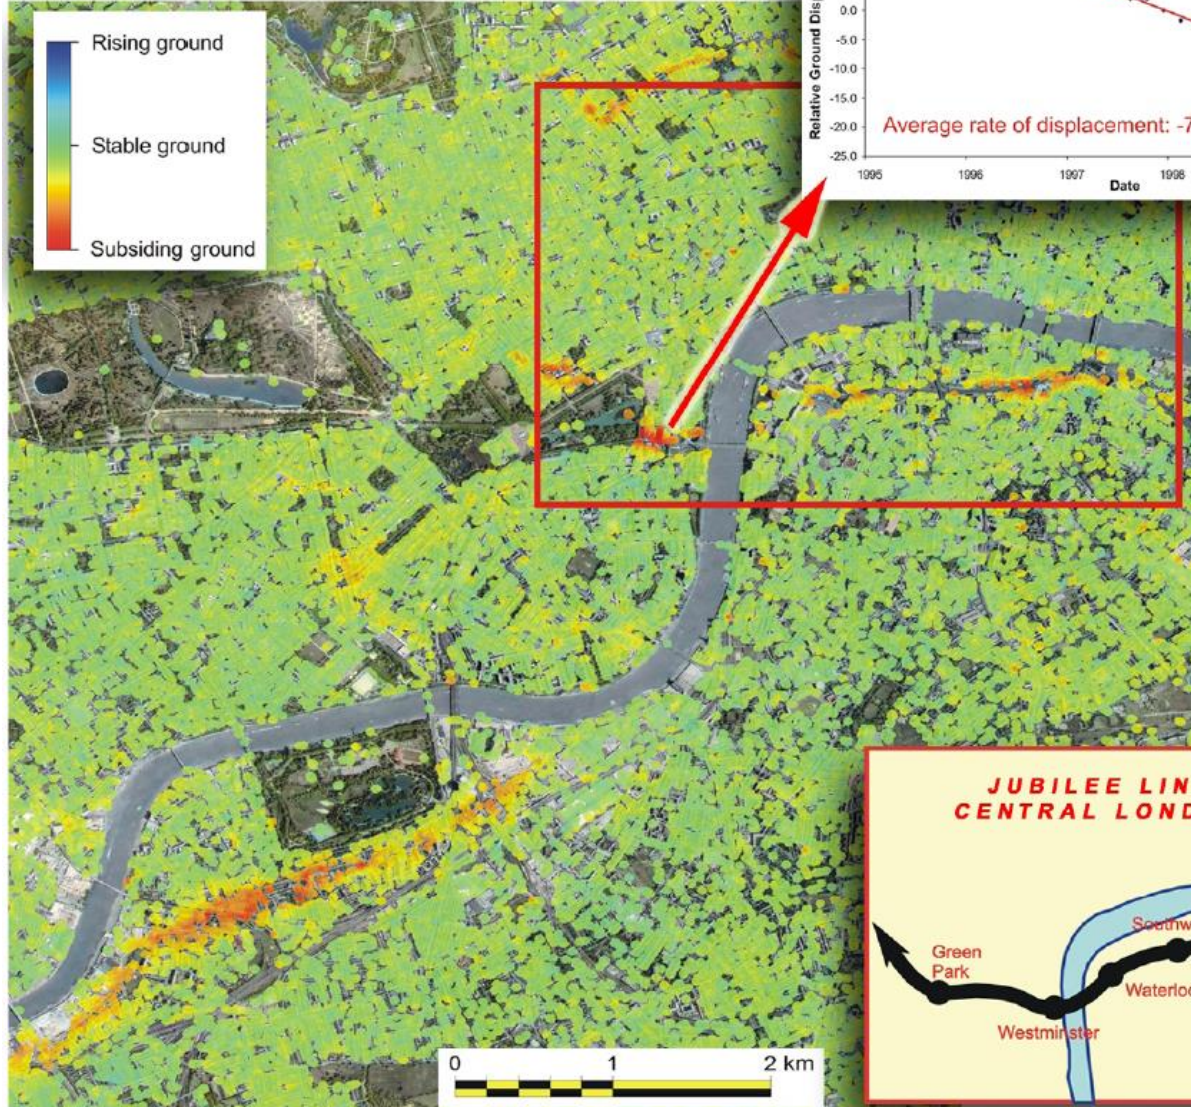 Rising ground
Stable ground
Subsiding ground
Relative Ground Disp
0.0
-5.0
-10.0
-15.0
-20.0
-25.0
Average rate of displacement: -7
1995
1996
1997
1998
Date
JUBILEE LIN
CENTRAL LOND
Green
Park
Southw
Waterloo
Westminster
0
1
2 km